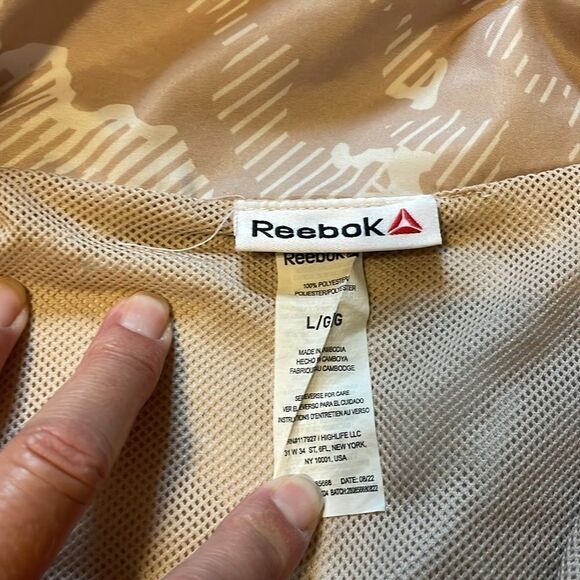 Reebok
Reebok
100% POLYESTER
POLIESTER/POLYESTER
L/G/G
MADE IN CAMBODIA
HECHO EN CAMBOYA
FABRIQUÉ AU CAMBODGE
SEE REVERSE FOR CARE
VER EL REVERSO PARA EL CUIDADO
INSTRUCTIONS D'ENTRETIEN AU VERSO
RN#117927 / HIGHLIFE LLC
31 W 34 ST, 6FL, NEW YORK,
NY 10001, USA
DATE: 08/22